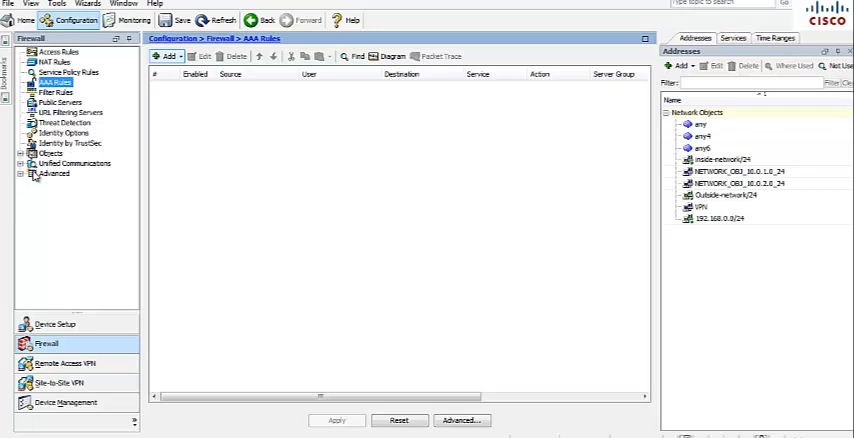 File View Tools Wizards Window Help
Type topic to search Go
Home Configuration Monitoring Save Refresh Back Forward Help
CISCO
Firewall
Configuration > Firewall > AAA Rules
Addresses Services Time Ranges
Bookmarks
Access Rules
NAT Rules
Service Policy Rules
AAA Rules
Filter Rules
Public Servers
URL Filtering Servers
Threat Detection
Identity Options
Identity by TrustSec
Objects
Unified Communications
Advanced
Device Setup
Firewall
Remote Access VPN
Site-to-Site VPN
Device Management
»
Add Edit Delete Find Diagram Packet Trace
# Enabled Source User Destination Service Action Server Group
Apply Reset Advanced...
Addresses
Add Edit Delete Where Used Not Use
Filter: Filter Clea
Name
Network Objects
any
any4
any6
inside-network/24
NETWORK_OBJ_10.0.1.0_24
NETWORK_OBJ_10.0.2.0_24
Outside-network/24
VPN
192.168.0.0/24